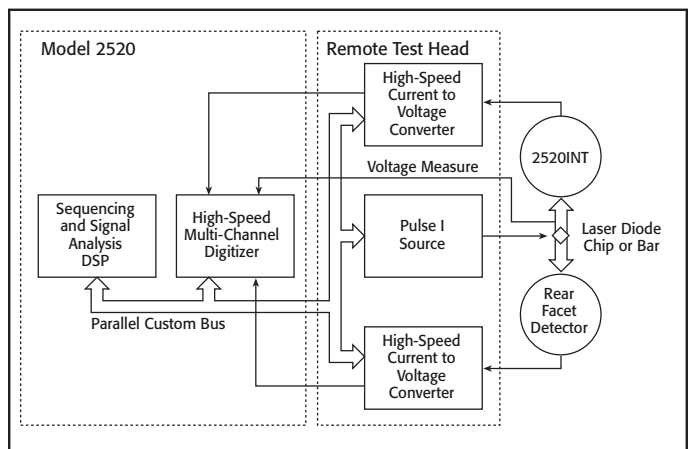 Model 2520
Remote Test Head
High-Speed
Current to
Voltage
Converter
2520INT
Voltage Measure
Sequencing
and Signal
Analysis
DSP
High-Speed
Multi-Channel
Digitizer
Pulse I
Source
Laser Diode
Chip or Bar
Parallel Custom Bus
Rear
Facet
Detector
High-Speed
Current to
Voltage
Converter